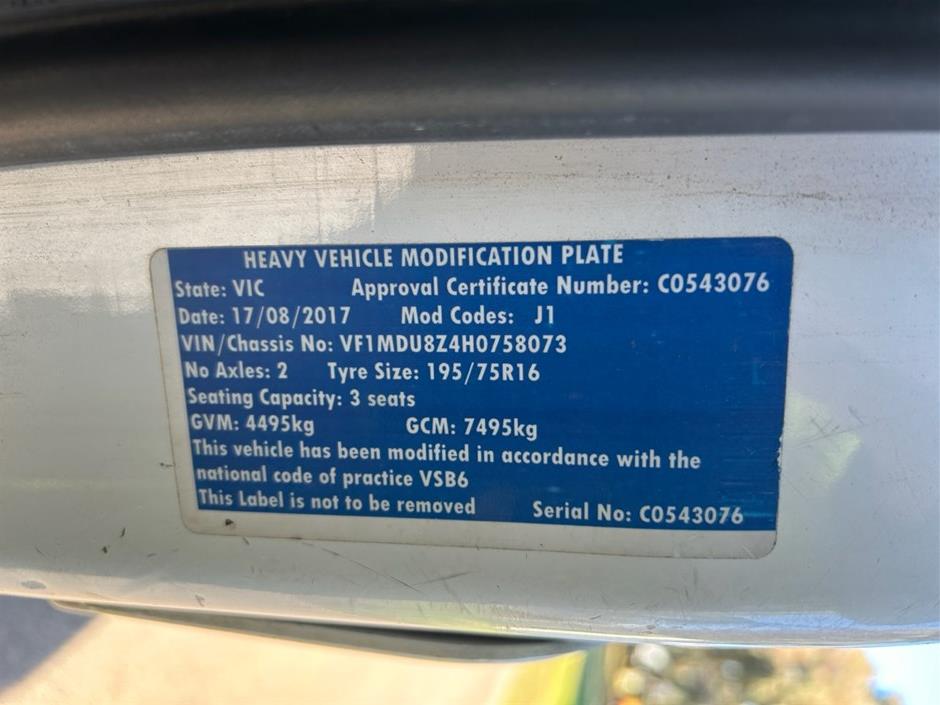 HEAVY VEHICLE MODIFICATION PLATE
State: VIC Approval Certificate Number: C0543076
Date: 17/08/2017 Mod Codes: J1
VIN/Chassis No: VF1MDU8Z4H0758073
No Axles: 2 Tyre Size: 195/75R16
Seating Capacity: 3 seats
GVM: 4495kg GCM: 7495kg
This vehicle has been modified in accordance with the
national code of practice VSB6
This Label is not to be removed Serial No: C0543076